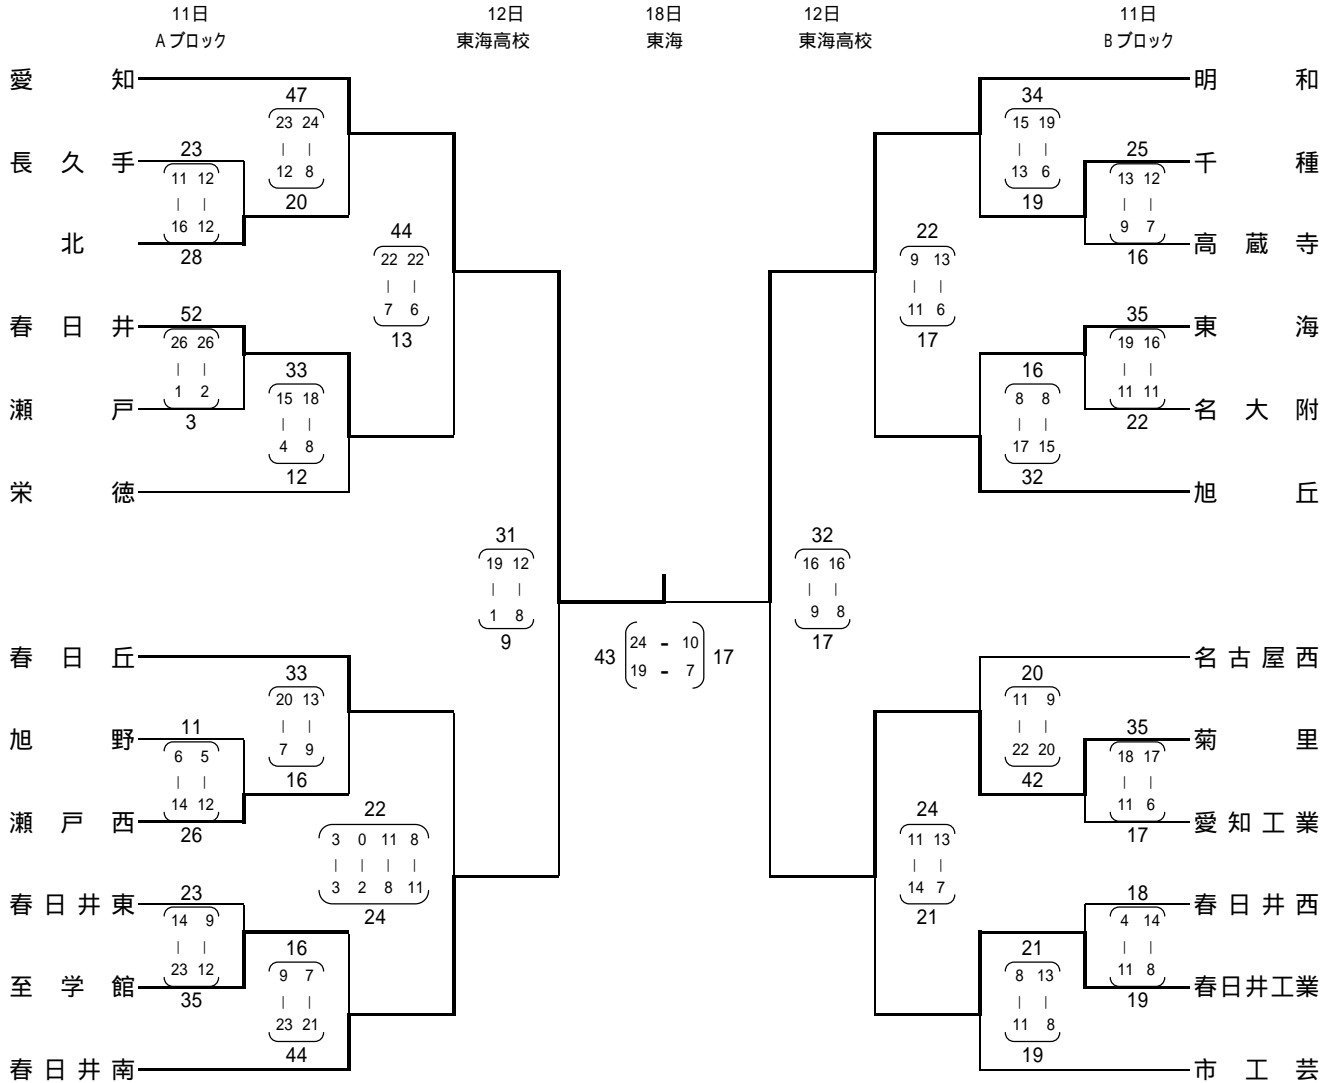 11日 12日 18日 12日 11日
Aブロック 東海高校 東海 東海高校 Bブロック
愛知 明和
47 34
23 24 15 19
| | | |
12 8 13 6
20 19
長久手 23 25 千種
11 12 13 12
| | | |
16 12 9 7
北 28 16 高蔵寺
44 22
22 22 9 13
| | | |
7 6 11 6
13 17
春日井 52 35 東海
26 26 19 16
| | | |
1 2 11 11
瀬戸 3 22 名大附
33 16
15 18 8 8
| | | |
4 8 17 15
12 32
栄徳 旭丘
31 32
19 12 16 16
| | | |
1 8 9 8
9 17
43 24 - 10 17
19 - 7
春日丘 名古屋西
33 20
20 13 11 9
| | | |
7 9 22 20
16 42
旭野 11 35 菊里
6 5 18 17
| | | |
14 12 11 6
瀬戸西 26 17 愛知工業
22 24
3 0 11 8 11 13
| | | | | |
3 2 8 11 14 7
24 21
春日井東 23 18 春日井西
14 9 4 14
| | | |
23 12 11 8
至学館 35 19 春日井工業
16 21
9 7 8 13
| | | |
23 21 11 8
44 19
春日井南 市工芸